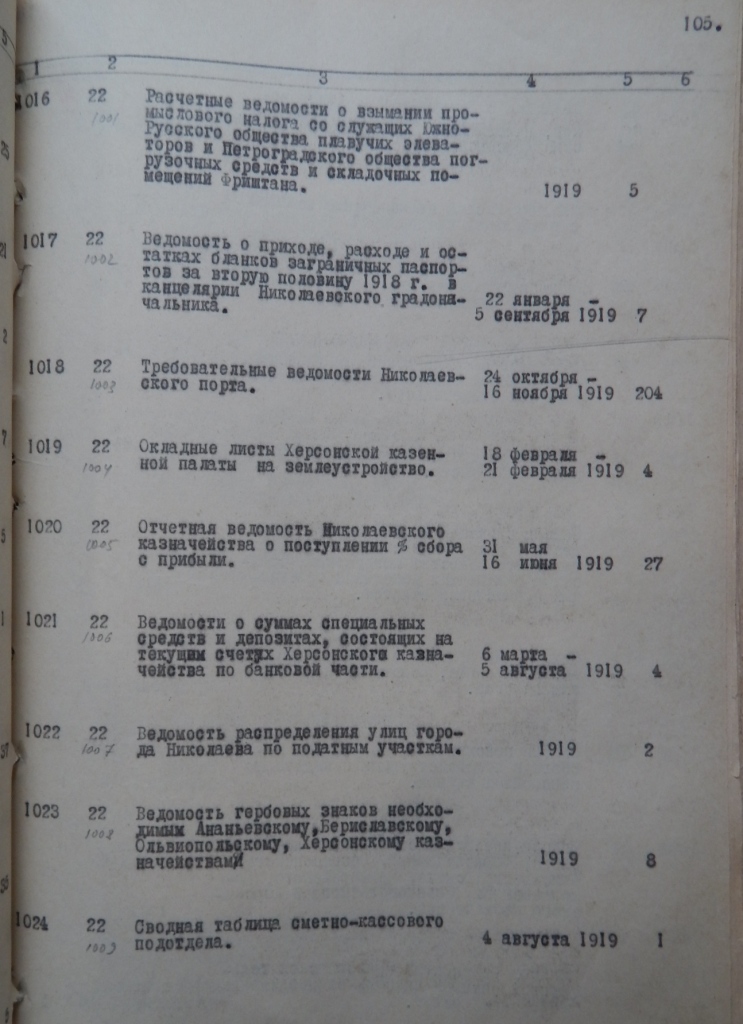 105.
1 2 3 4 5 6
1016 22 Расчетные ведомости о взымании про-
1001 мыслового налога со служащих Южно-
Русского общества плавучих элева-
торов и Петроградского общества пог-
рузочных средств и складочных по-
мещений Фриштана. 1919 5
1017 22 Ведомость о приходе, расходе и ос-
1002 татках бланков заграничных паспор-
тов за вторую половину 1918 г. в
канцелярии Николаевского градона- 22 января -
чальника. 5 сентября 1919 7
1018 22 Требовательные ведомости Николаев- 24 октября -
1003 ского порта. 16 ноября 1919 204
1019 22 Окладные листы Херсонской казен- 18 февраля -
1004 ной палаты на землеустройство. 21 февраля 1919 4
1020 22 Отчетная ведомость Николаевского
1005 казначейства о поступлении % сбора 31 мая
с прибыли. 16 июня 1919 27
1021 22 Ведомости о суммах специальных
1006 средств и депозитах, состоящих на
текущим счетях Херсонского казна- 6 марта -
чейства по банковой части. 5 августа 1919 4
1022 22 Ведомость распределения улиц горо-
1007 да Николаева по податным участкам. 1919 2
1023 22 Ведомость гербовых знаков необхо-
1008 димых Ананьевскому,Бериславскому,
Ольвиопольскому, Херсонскому каз-
начействам 1919 8
1024 22 Сводная таблица сметно-кассового
1009 подотдела. 4 августа 1919 1